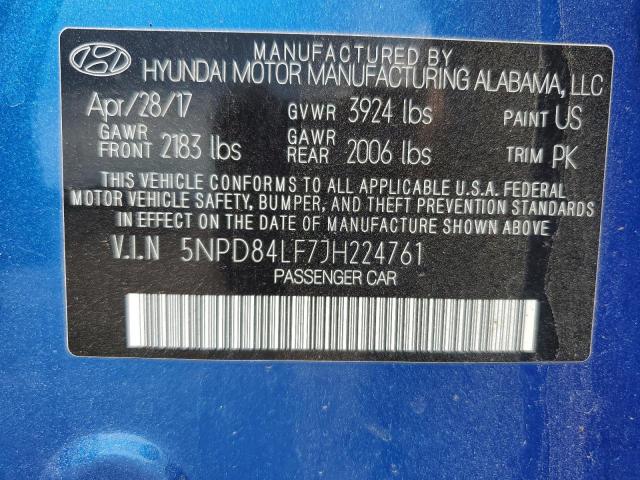 MANUFACTURED BY
HYUNDAI MOTOR MANUFACTURING ALABAMA, LLC
Apr/28/17 GVWR 3924 lbs PAINT US
GAWR FRONT 2183 lbs GAWR REAR 2006 lbs TRIM PK
THIS VEHICLE CONFORMS TO ALL APPLICABLE U.S.A. FEDERAL
MOTOR VEHICLE SAFETY, BUMPER, AND THEFT PREVENTION STANDARDS
IN EFFECT ON THE DATE OF MANUFACTURE SHOWN ABOVE
V.I.N 5NPD84LF7JH224761
PASSENGER CAR